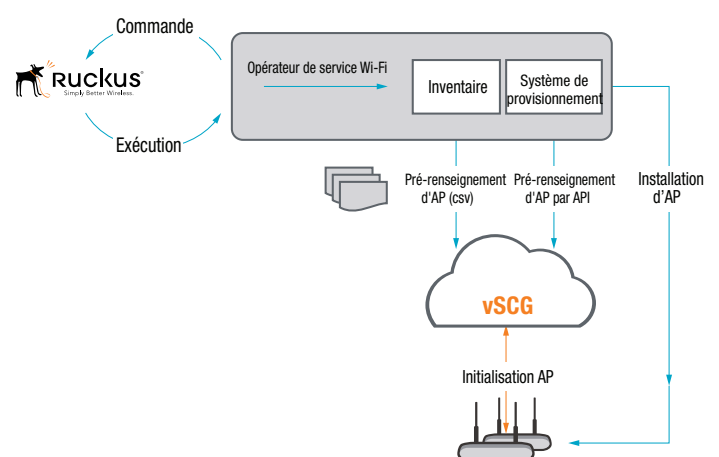 Commande
Ruckus
Simply Better Wireless.
Exécution
Opérateur de service Wi-Fi
Inventaire
Système de
provisionnement
Pré-renseignement
d'AP (csv)
Pré-renseignement
d'AP par API
Installation
d'AP
vSCG
Initialisation AP